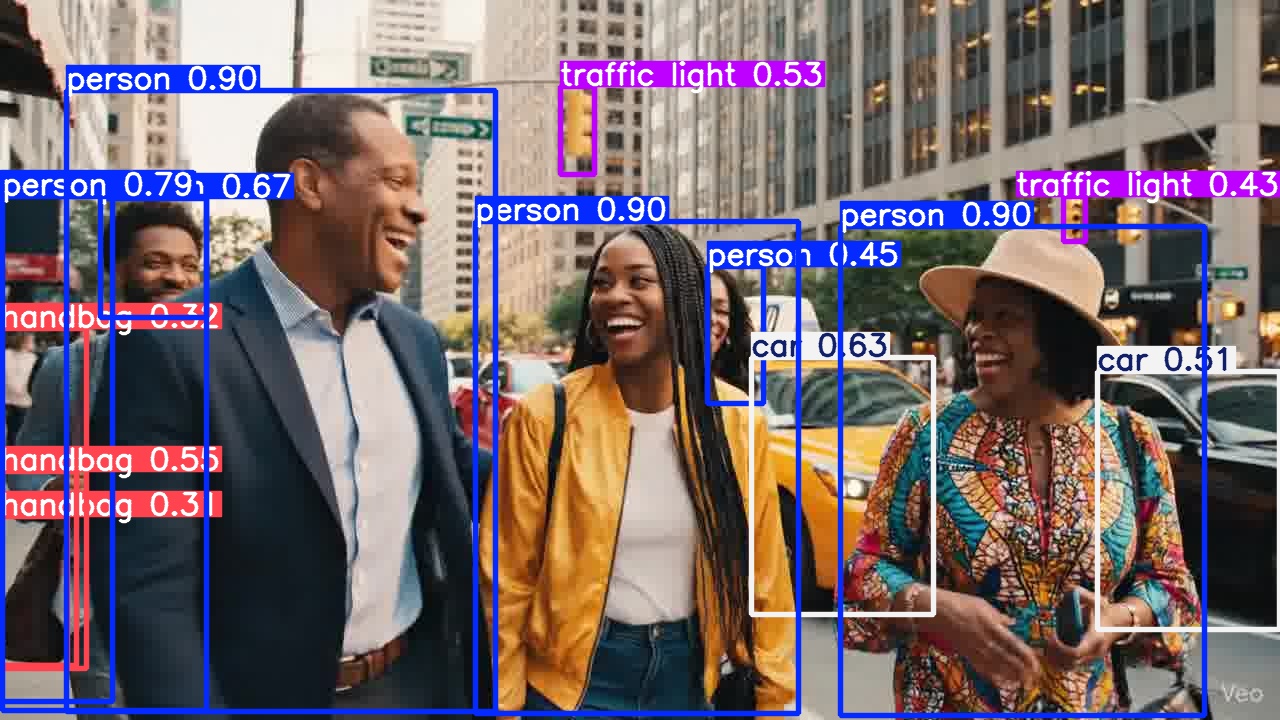 person 0.90
traffic light 0.53
person 0.79
0.67
traffic light 0.43
person 0.90
person 0.90
person 0.45
handbag 0.32
car 0.63
car 0.51
handbag 0.55
handbag 0.31
Veo